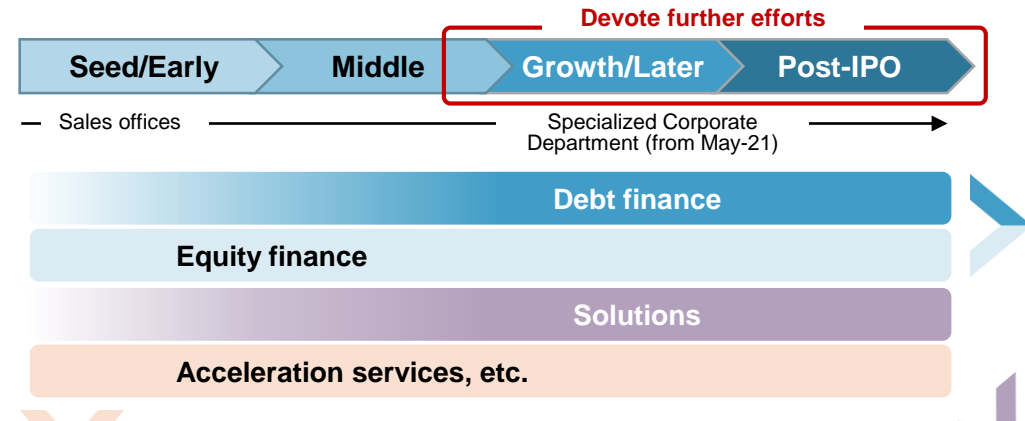 Devote further efforts
Seed/Early
Middle
Growth/Later
Post-IPO
Sales offices
Specialized Corporate
Department (from May-21)
Debt finance
Equity finance
Solutions
Acceleration services, etc.